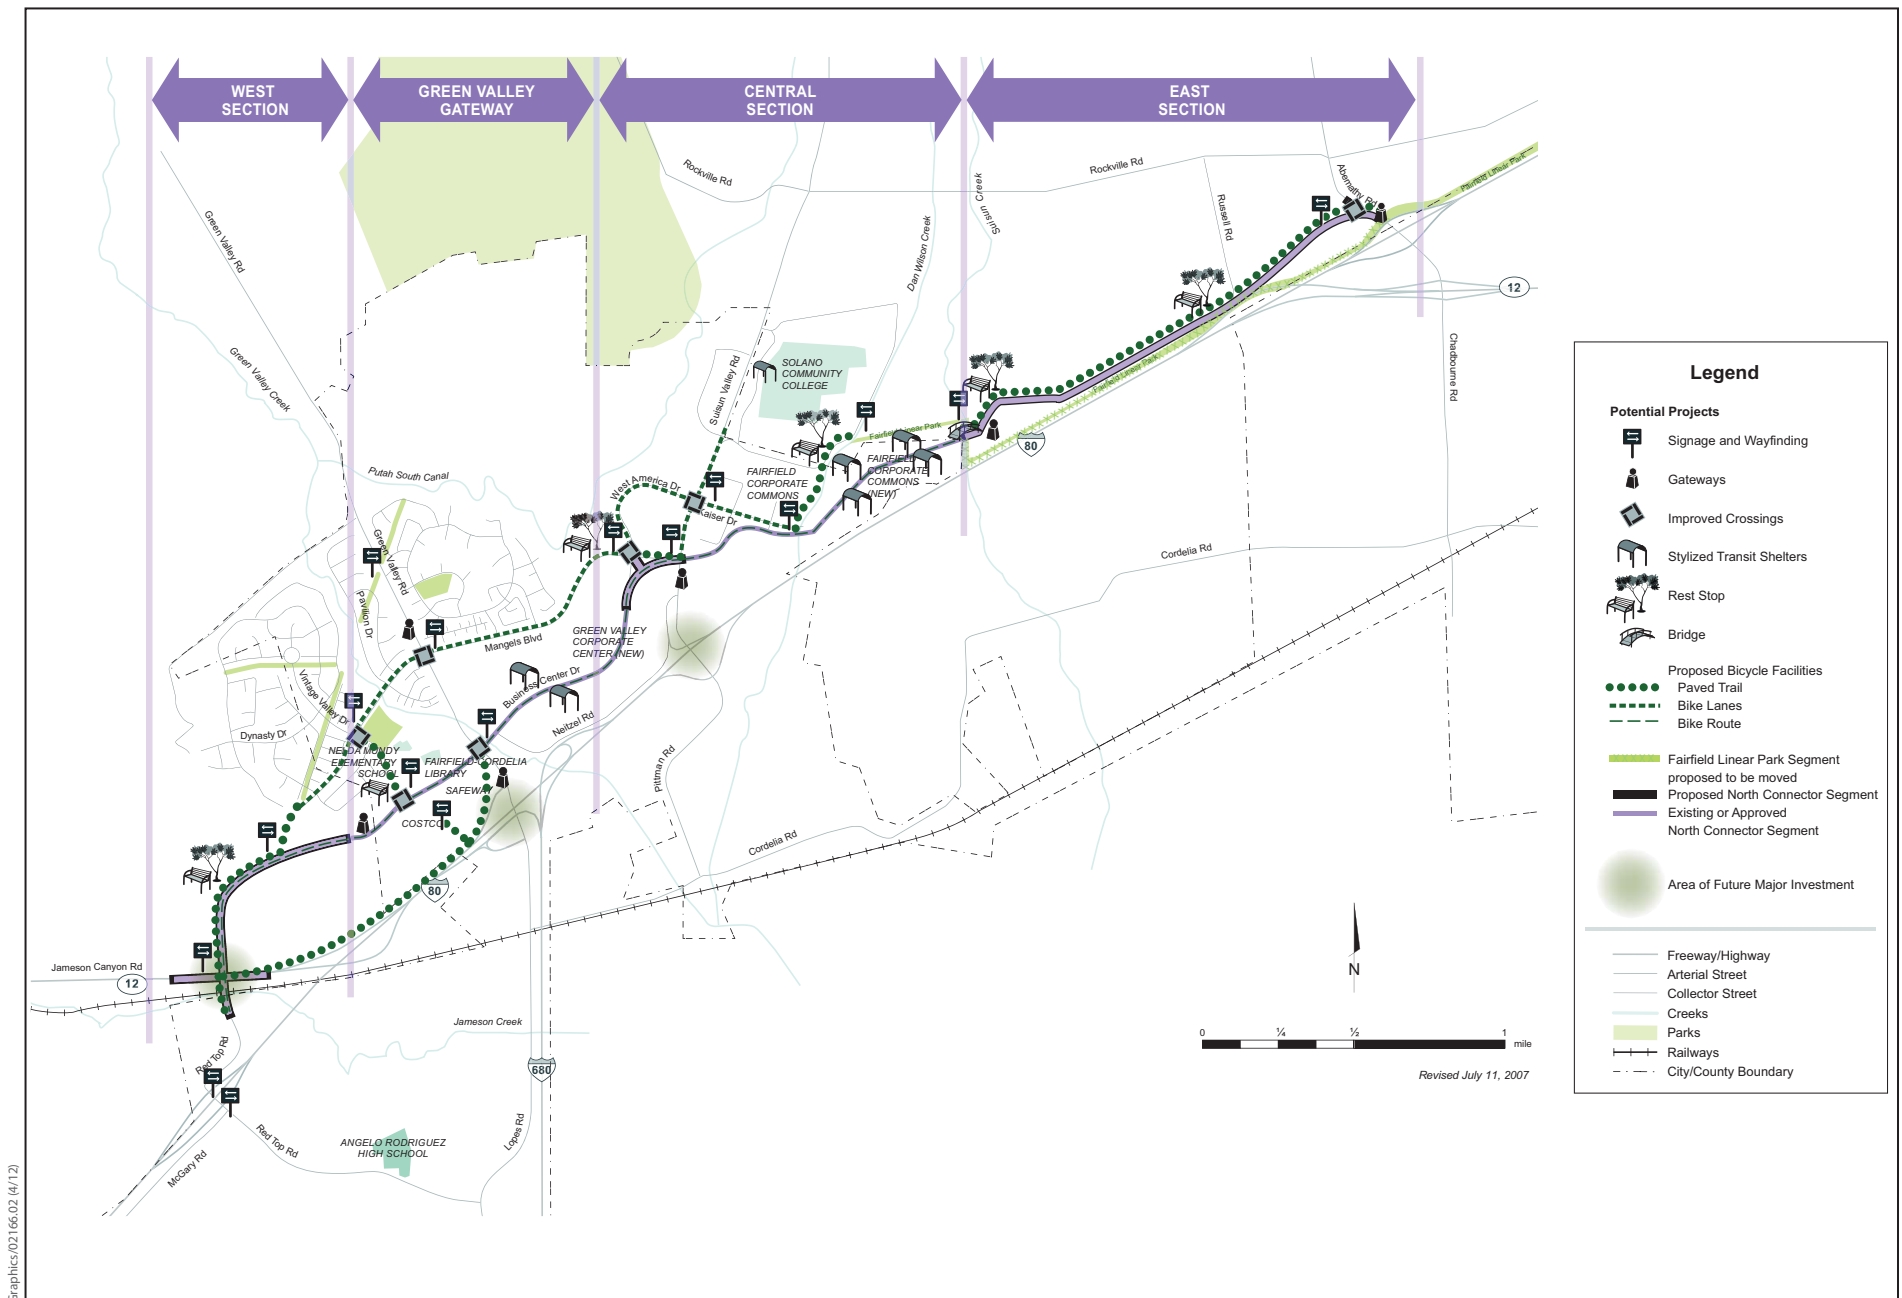 WEST
SECTION
GREEN VALLEY
GATEWAY
CENTRAL
SECTION
EAST
SECTION
Rockville Rd
Rockville Rd
Abernathy Rd
Fairfield Linear Park
Russell Rd
Suisun Creek
Dan Wilson Creek
Green Valley Rd
12
Green Valley Creek
Chadbourne Rd
Suisun Valley Rd
SOLANO
COMMUNITY
COLLEGE
Fairfield Linear Park
Fairfield Linear Park
80
Putah South Canal
West America Dr
FAIRFIELD
CORPORATE
COMMONS
FAIRFIELD
CORPORATE
COMMONS
(NEW)
Kaiser Dr
Cordelia Rd
Green Valley Rd
Pavilion Dr
Mangels Blvd
GREEN VALLEY
CORPORATE
CENTER (NEW)
Business Center Dr
Neitzel Rd
Vintage Valley Dr
Dynasty Dr
NELDA MUNDY
ELEMENTARY
SCHOOL
FAIRFIELD-CORDELIA
LIBRARY
SAFEWAY
COSTCO
Pittman Rd
Cordelia Rd
80
Jameson Canyon Rd
12
Jameson Creek
Red Top Rd
680
Lopes Rd
Red Top Rd
McGary Rd
ANGELO RODRIGUEZ
HIGH SCHOOL
N
0 ¼ ½ 1
mile
Revised July 11, 2007
Legend
Potential Projects
Signage and Wayfinding
Gateways
Improved Crossings
Stylized Transit Shelters
Rest Stop
Bridge
Proposed Bicycle Facilities
Paved Trail
Bike Lanes
Bike Route
Fairfield Linear Park Segment
proposed to be moved
Proposed North Connector Segment
Existing or Approved
North Connector Segment
Area of Future Major Investment
Freeway/Highway
Arterial Street
Collector Street
Creeks
Parks
Railways
City/County Boundary
Graphics/02166.02 (4/12)